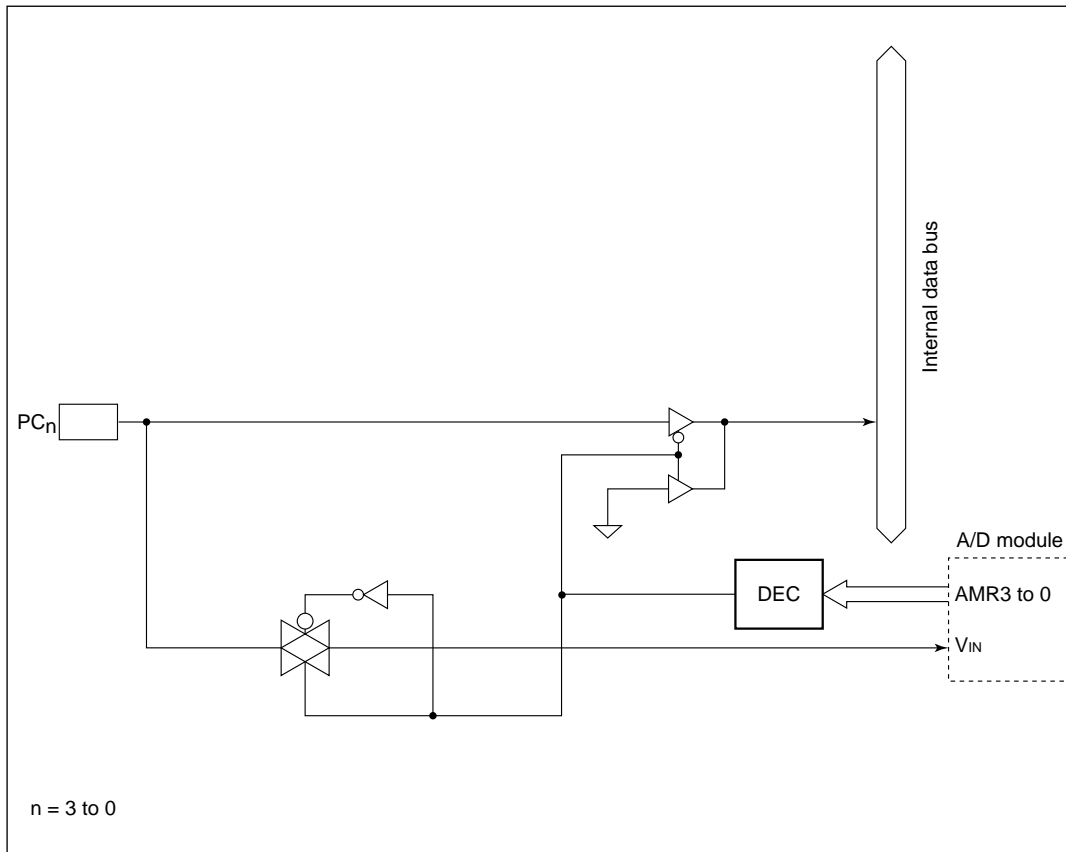 Internal data bus
PCn
A/D module
DEC
AMR3 to 0
VIN
n = 3 to 0